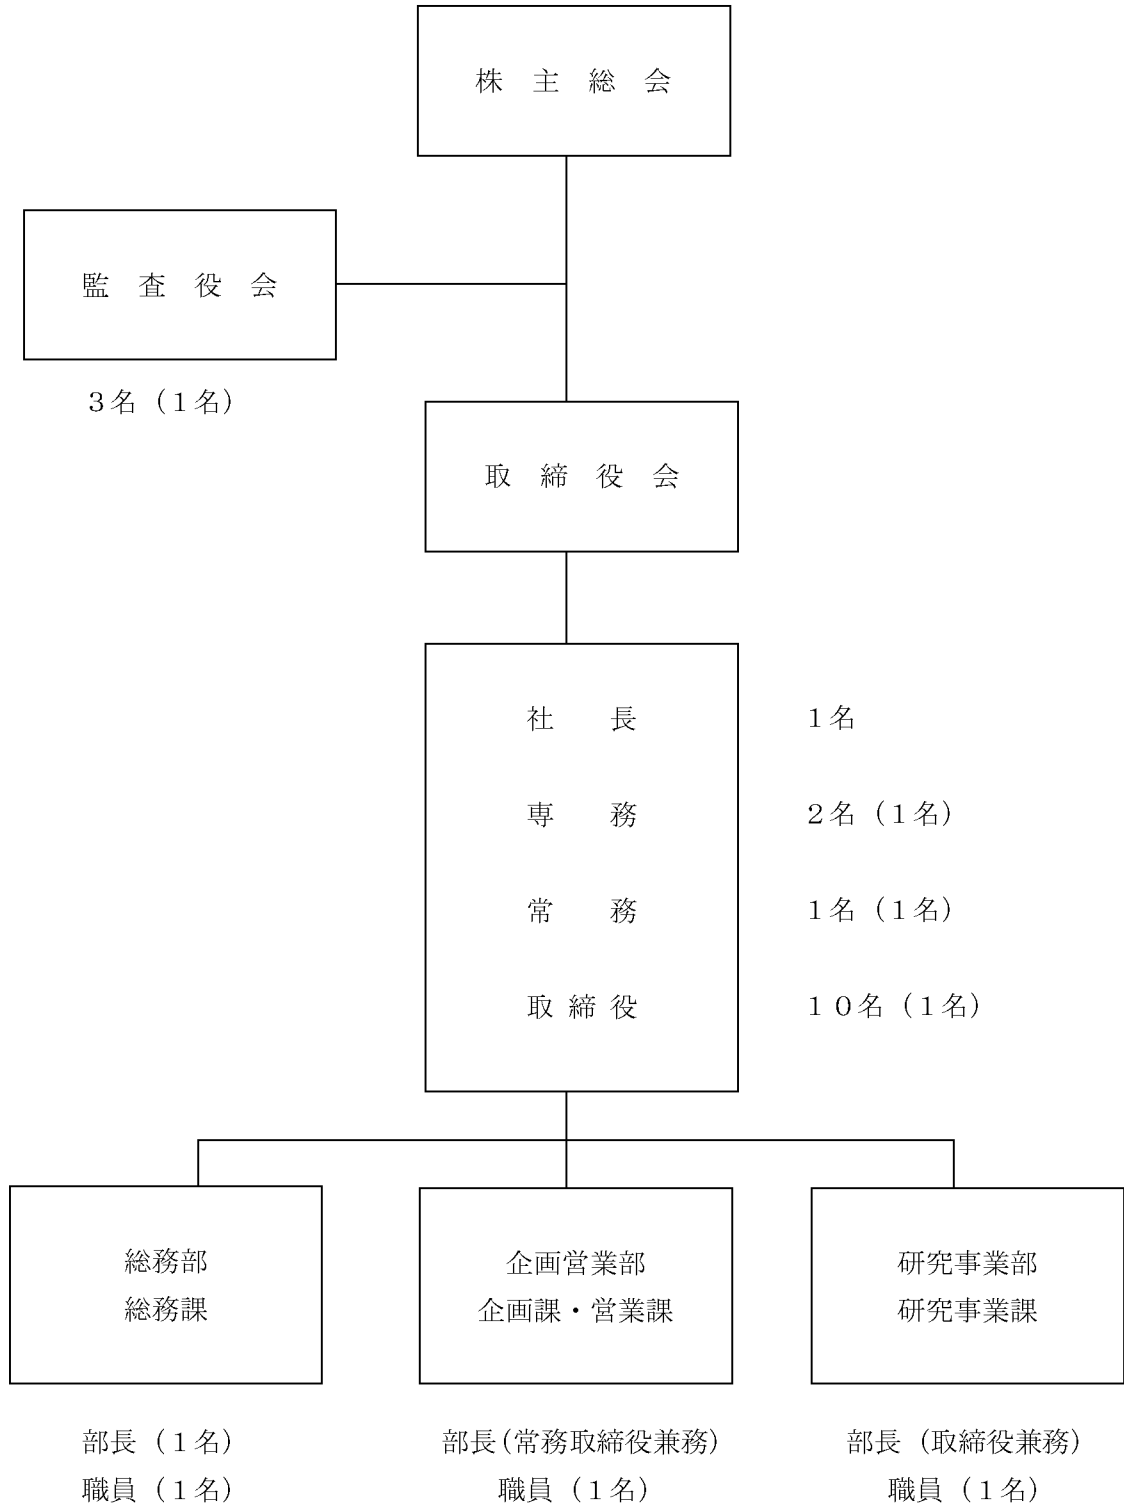 株主総会
監査役会
３名（１名）
取締役会
社長 １名
専務 ２名（１名）
常務 １名（１名）
取締役 １０名（１名）
総務部
総務課
企画営業部
企画課・営業課
研究事業部
研究事業課
部長（１名）
職員（１名）
部長（常務取締役兼務）
職員（１名）
部長（取締役兼務）
職員（１名）